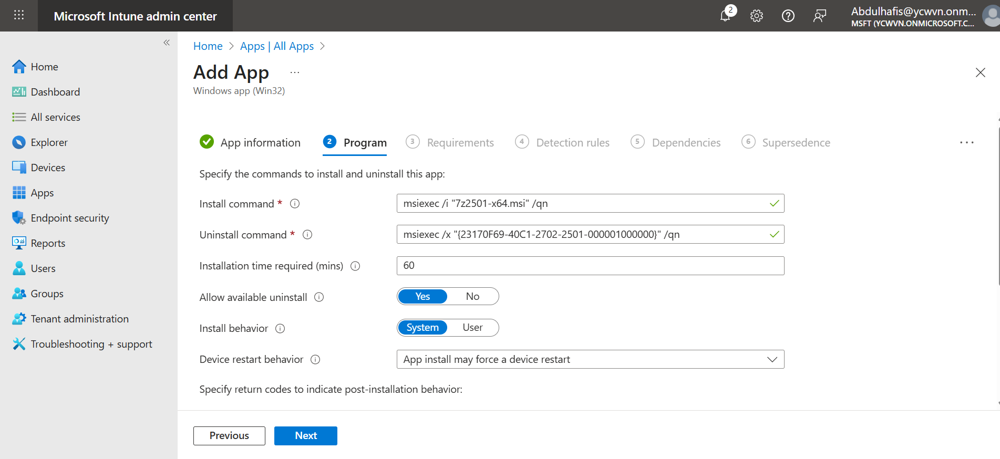 Microsoft Intune admin center
2
Abdulhafis@ycwvn.onm...
MSFT (YCWVN.ONMICROSOFT.C...
Home
Dashboard
All services
Explorer
Devices
Apps
Endpoint security
Reports
Users
Groups
Tenant administration
Troubleshooting + support
Home > Apps | All Apps >
Add App ...
Windows app (Win32)
App information
2 Program
3 Requirements
4 Detection rules
5 Dependencies
6 Supersedence
...
Specify the commands to install and uninstall this app:
Install command *
msiexec /i "7z2501-x64.msi" /qn
Uninstall command *
msiexec /x "{23170F69-40C1-2702-2501-000001000000}" /qn
Installation time required (mins)
60
Allow available uninstall
Yes No
Install behavior
System User
Device restart behavior
App install may force a device restart
Specify return codes to indicate post-installation behavior:
Previous
Next